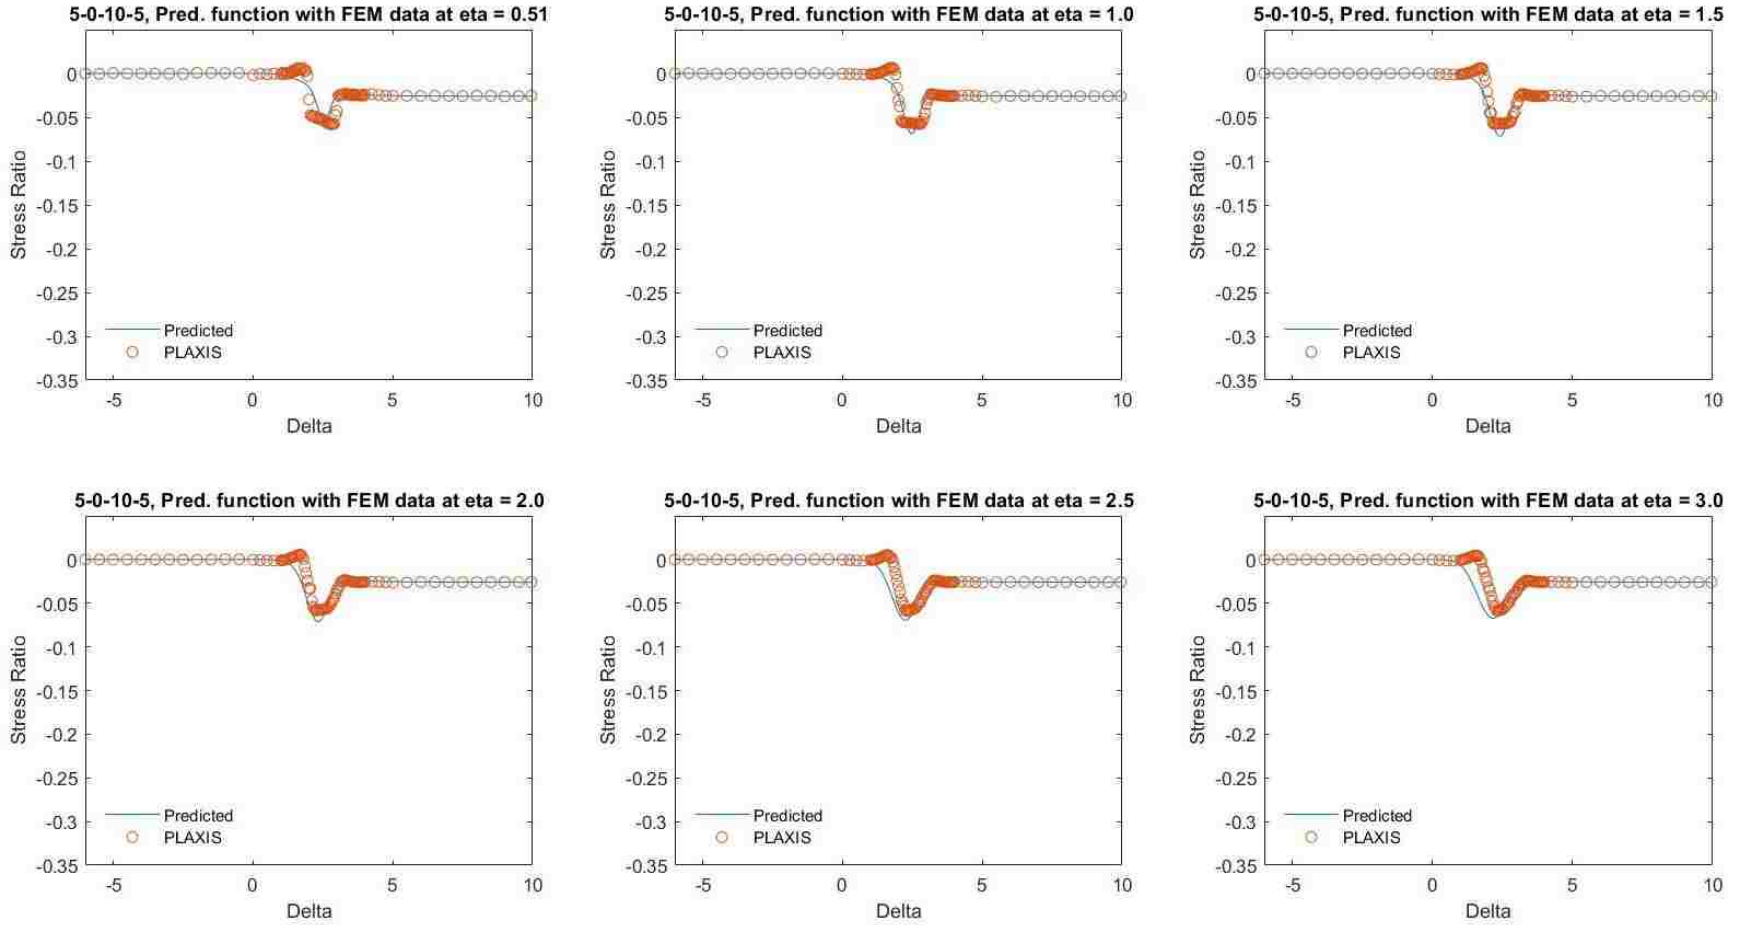 5-0-10-5, Pred. function with FEM data at eta = 0.51
0
-0.05
-0.1
-0.15
-0.2
-0.25
-0.3
-0.35
Stress Ratio
Predicted
PLAXIS
-5 0 5 10
Delta
5-0-10-5, Pred. function with FEM data at eta = 1.0
0
-0.05
-0.1
-0.15
-0.2
-0.25
-0.3
-0.35
Stress Ratio
Predicted
PLAXIS
-5 0 5 10
Delta
5-0-10-5, Pred. function with FEM data at eta = 1.5
0
-0.05
-0.1
-0.15
-0.2
-0.25
-0.3
-0.35
Stress Ratio
Predicted
PLAXIS
-5 0 5 10
Delta
5-0-10-5, Pred. function with FEM data at eta = 2.0
0
-0.05
-0.1
-0.15
-0.2
-0.25
-0.3
-0.35
Stress Ratio
Predicted
PLAXIS
-5 0 5 10
Delta
5-0-10-5, Pred. function with FEM data at eta = 2.5
0
-0.05
-0.1
-0.15
-0.2
-0.25
-0.3
-0.35
Stress Ratio
Predicted
PLAXIS
-5 0 5 10
Delta
5-0-10-5, Pred. function with FEM data at eta = 3.0
0
-0.05
-0.1
-0.15
-0.2
-0.25
-0.3
-0.35
Stress Ratio
Predicted
PLAXIS
-5 0 5 10
Delta